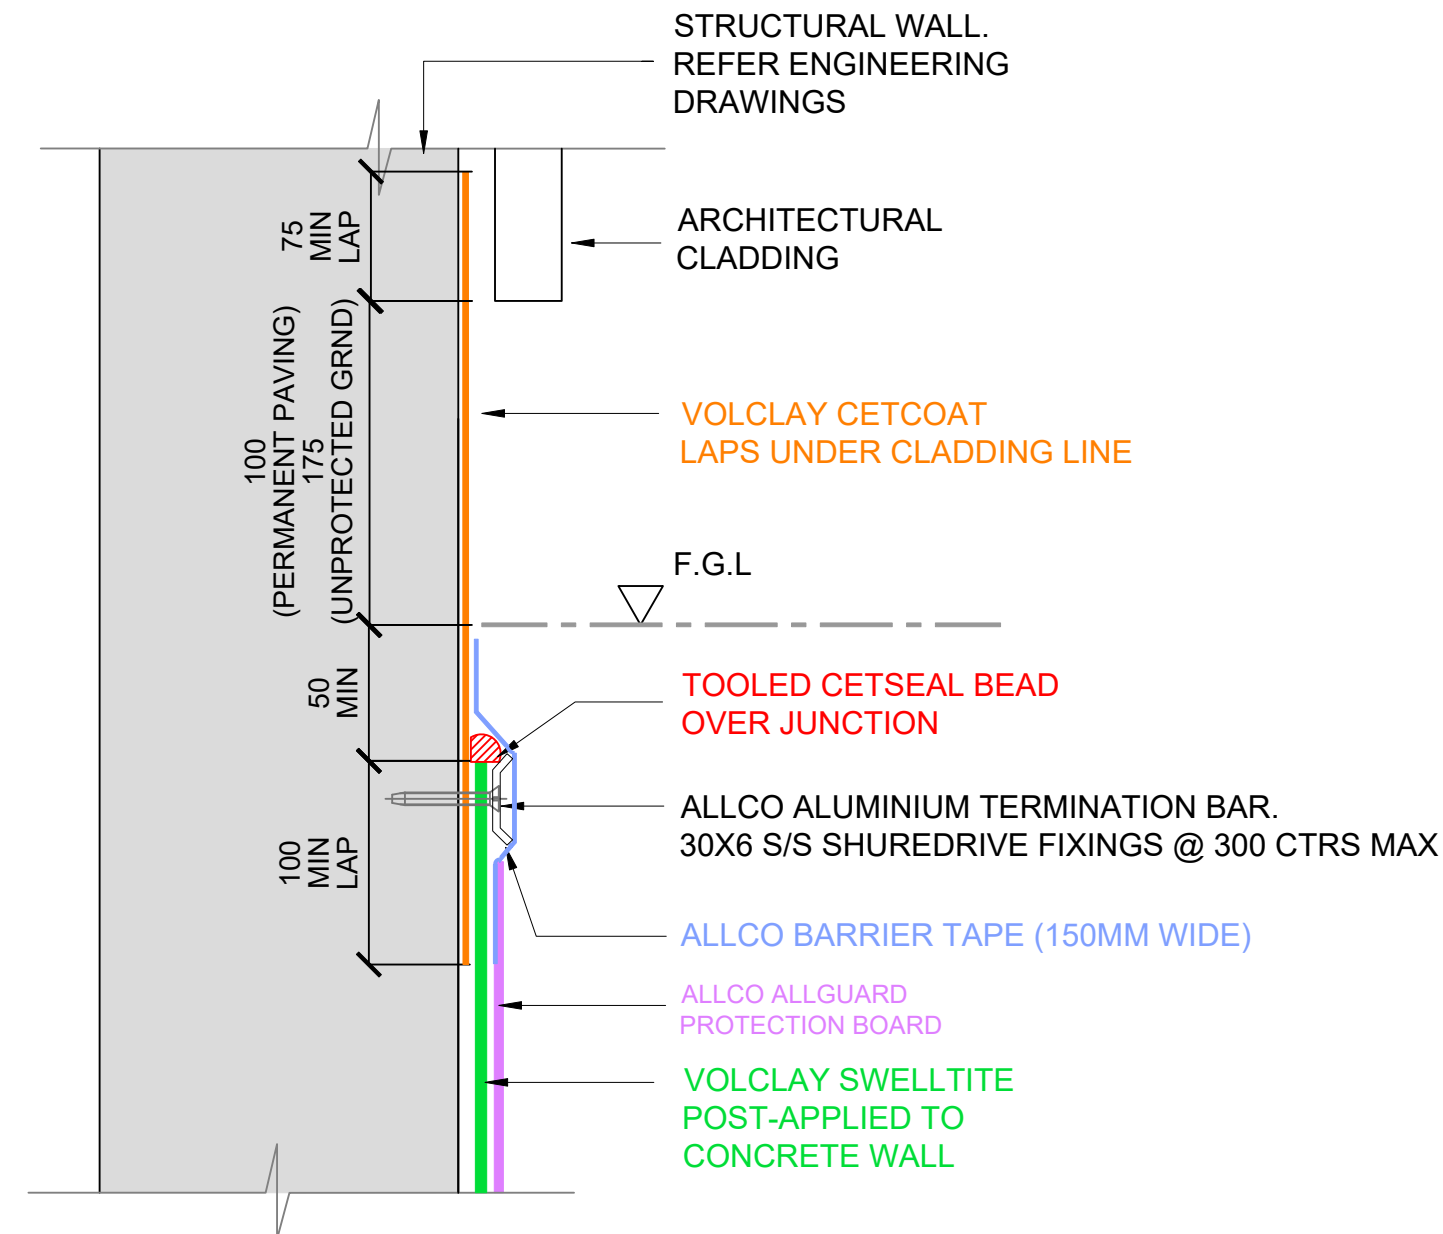 STRUCTURAL WALL.
REFER ENGINEERING
DRAWINGS
75
MIN
LAP
ARCHITECTURAL
CLADDING
100
(PERMANENT PAVING)
175
(UNPROTECTED GRND)
VOLCLAY CETCOAT
LAPS UNDER CLADDING LINE
F.G.L
50
MIN
TOOLED CETSEAL BEAD
OVER JUNCTION
100
MIN
LAP
ALLCO ALUMINIUM TERMINATION BAR.
30X6 S/S SHUREDRIVE FIXINGS @ 300 CTRS MAX
ALLCO BARRIER TAPE (150MM WIDE)
ALLCO ALLGUARD
PROTECTION BOARD
VOLCLAY SWELLTITE
POST-APPLIED TO
CONCRETE WALL